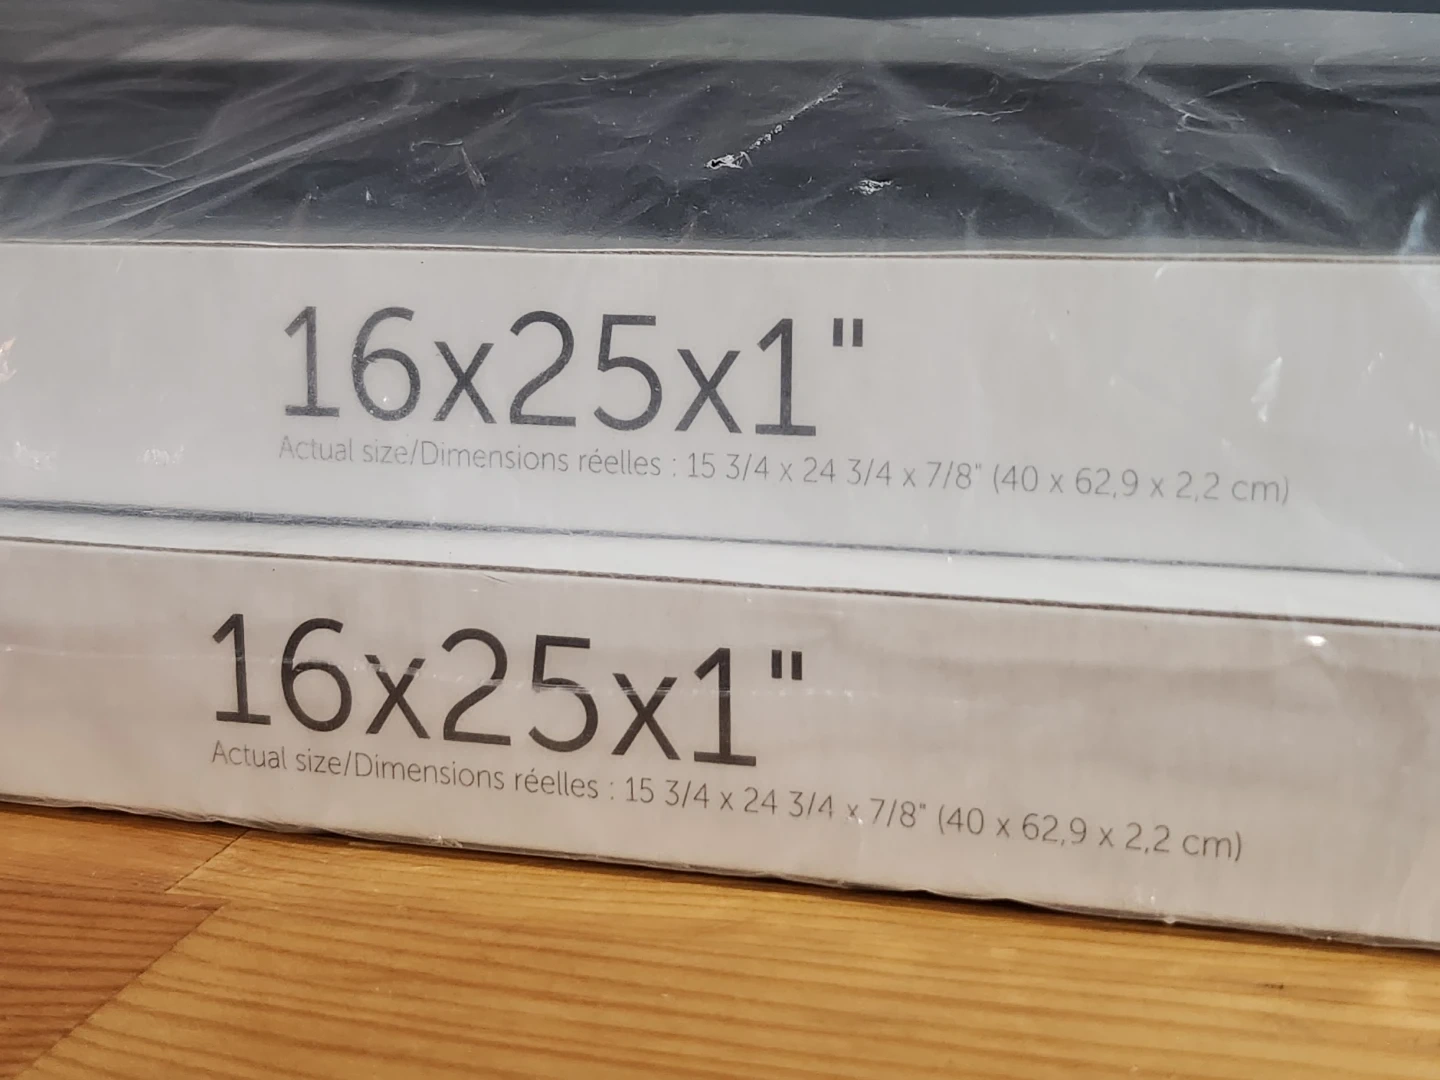 16x25x1"
Actual size/Dimensions réelles : 15 3/4 x 24 3/4 x 7/8" (40 x 62,9 x 2,2 cm)
16x25x1"
Actual size/Dimensions réelles : 15 3/4 x 24 3/4 x 7/8" (40 x 62,9 x 2,2 cm)